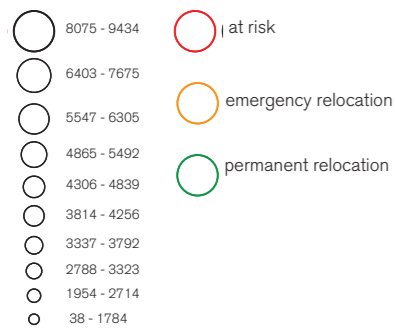 8075 - 9434
6403 - 7675
5547 - 6305
4865 - 5492
4306 - 4839
3814 - 4256
3337 - 3792
2788 - 3323
1954 - 2714
38 - 1784
at risk
emergency relocation
permanent relocation